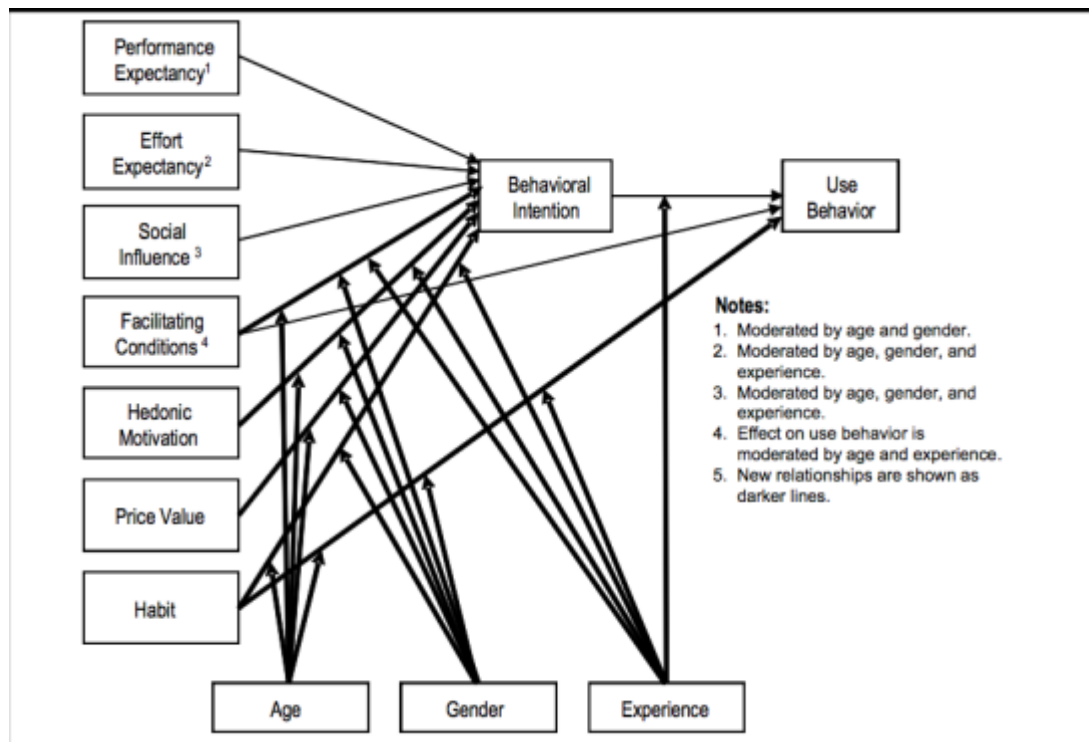 Performance
Expectancy1
Effort
Expectancy2
Social
Influence 3
Facilitating
Conditions 4
Hedonic
Motivation
Price Value
Habit
Behavioral
Intention
Use
Behavior
Notes:
1. Moderated by age and gender.
2. Moderated by age, gender, and
experience.
3. Moderated by age, gender, and
experience.
4. Effect on use behavior is
moderated by age and experience.
5. New relationships are shown as
darker lines.
Age
Gender
Experience